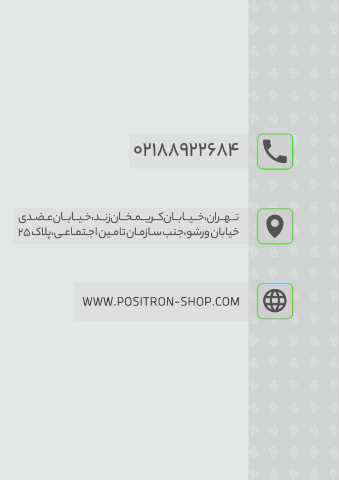 ۰۲۱۸۸۹۲۲۶۸۴
تهران،خیابان‌کریمخان‌زند،خیابان‌عضدی
خیابان ورشو،جنب سازمان تامین اجتماعی،پلاک ۲۵
WWW.POSITRON-SHOP.COM